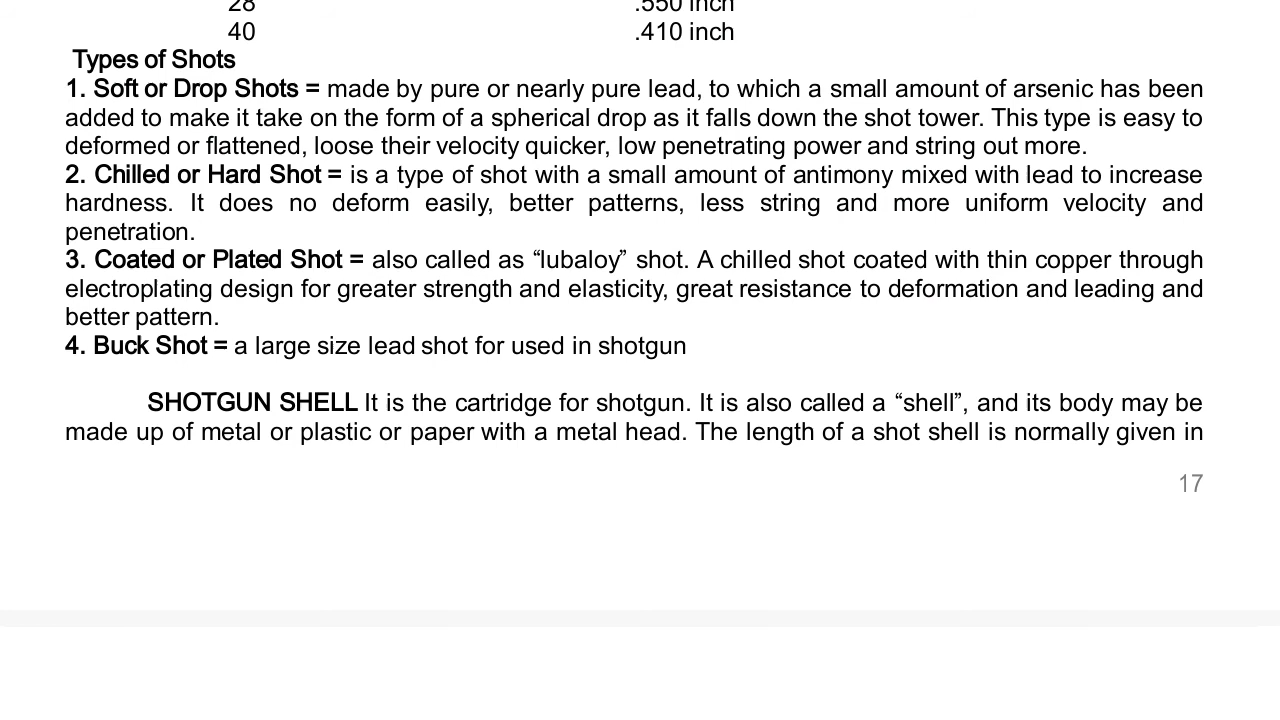 28 .550 inch
40 .410 inch
Types of Shots
1. Soft or Drop Shots = made by pure or nearly pure lead, to which a small amount of arsenic has been
added to make it take on the form of a spherical drop as it falls down the shot tower. This type is easy to
deformed or flattened, loose their velocity quicker, low penetrating power and string out more.
2. Chilled or Hard Shot = is a type of shot with a small amount of antimony mixed with lead to increase
hardness. It does no deform easily, better patterns, less string and more uniform velocity and
penetration.
3. Coated or Plated Shot = also called as “lubaloy” shot. A chilled shot coated with thin copper through
electroplating design for greater strength and elasticity, great resistance to deformation and leading and
better pattern.
4. Buck Shot = a large size lead shot for used in shotgun
SHOTGUN SHELL It is the cartridge for shotgun. It is also called a “shell”, and its body may be
made up of metal or plastic or paper with a metal head. The length of a shot shell is normally given in
17